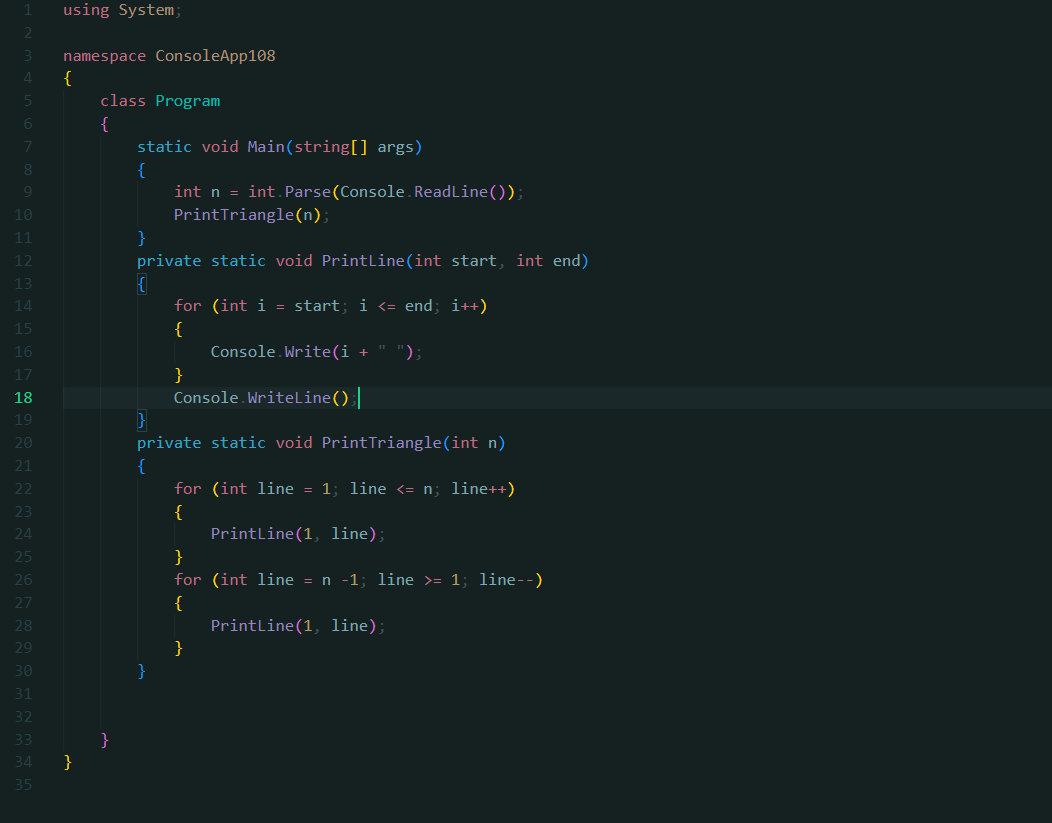 1 using System;
2
3 namespace ConsoleApp108
4 {
5     class Program
6     {
7         static void Main(string[] args)
8         {
9             int n = int.Parse(Console.ReadLine());
10             PrintTriangle(n);
11         }
12         private static void PrintLine(int start, int end)
13         {
14             for (int i = start; i <= end; i++)
15             {
16                 Console.Write(i + " ");
17             }
18             Console.WriteLine();
19         }
20         private static void PrintTriangle(int n)
21         {
22             for (int line = 1; line <= n; line++)
23             {
24                 PrintLine(1, line);
25             }
26             for (int line = n -1; line >= 1; line--)
27             {
28                 PrintLine(1, line);
29             }
30         }
31
32
33     }
34 }
35